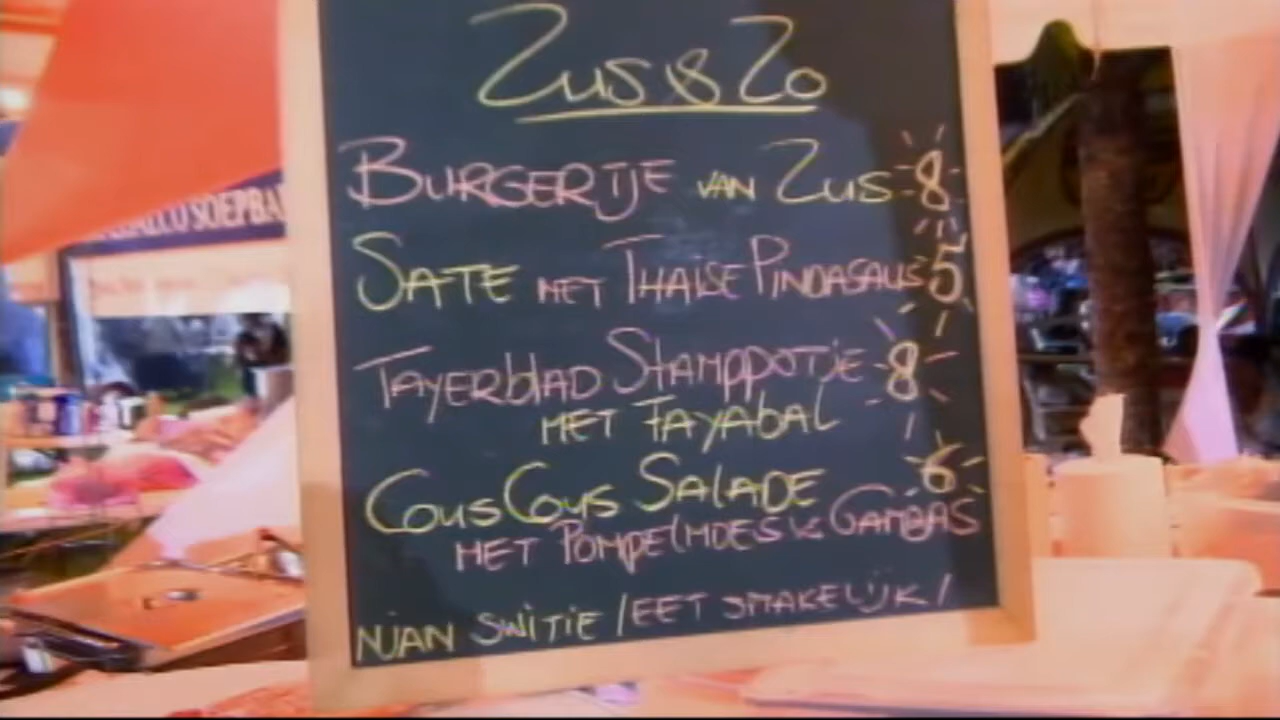 Zus & Zo
BURGERTJE VAN Zus 8
SATE MET THAISE PINDASAUS 5
TAYERblAD STAMPPOTJE 8
MET FAYAbAL
COUSCOUS SALADE 6
MET POMPElMOES & GAMBAS
NJAN SWITIE / EET SMAKELIJK!
SOEPBA